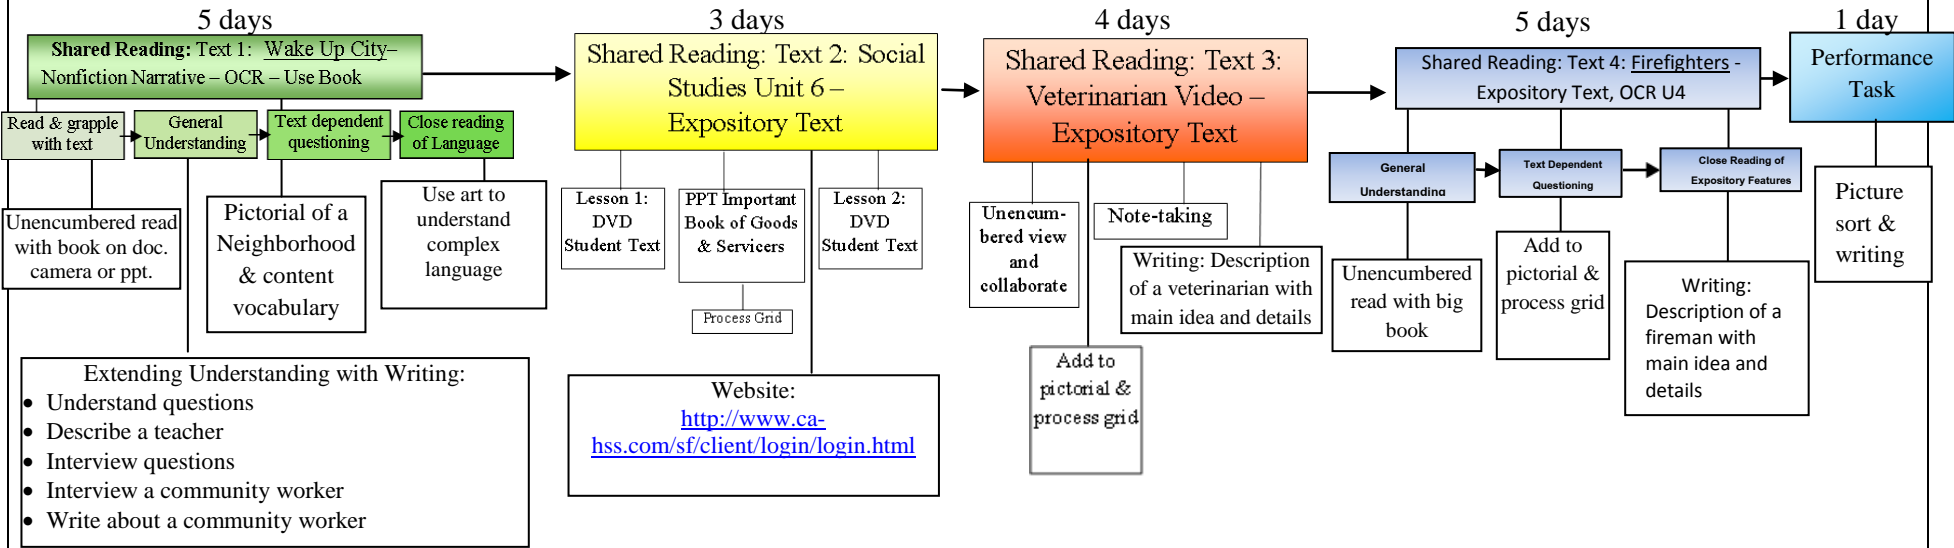 5 days
Shared Reading: Text 1:  Wake Up City–
Nonfiction Narrative – OCR – Use Book
Read & grapple
with text
General
Understanding
Text dependent
questioning
Close reading
of Language
Unencumbered read
with book on doc.
camera or ppt.
Pictorial of a
Neighborhood
& content
vocabulary
Use art to
understand
complex
language
Extending Understanding with Writing:
• Understand questions
• Describe a teacher
• Interview questions
• Interview a community worker
• Write about a community worker
3 days
Shared Reading: Text 2: Social
Studies Unit 6 –
Expository Text
Lesson 1:
DVD
Student Text
PPT Important
Book of Goods
& Servicers
Lesson 2:
DVD
Student Text
Process Grid
Website:
http://www.ca-
hss.com/sf/client/login/login.html
4 days
Shared Reading: Text 3:
Veterinarian Video –
Expository Text
Unencum-
bered view
and
collaborate
Note-taking
Writing: Description
of a veterinarian with
main idea and details
Add to
pictorial &
process grid
5 days
Shared Reading: Text 4: Firefighters -
Expository Text, OCR U4
General
Understanding
Text Dependent
Questioning
Close Reading of
Expository Features
Unencumbered
read with big
book
Add to
pictorial &
process grid
Writing:
Description of a
fireman with
main idea and
details
1 day
Performance
Task
Picture
sort &
writing